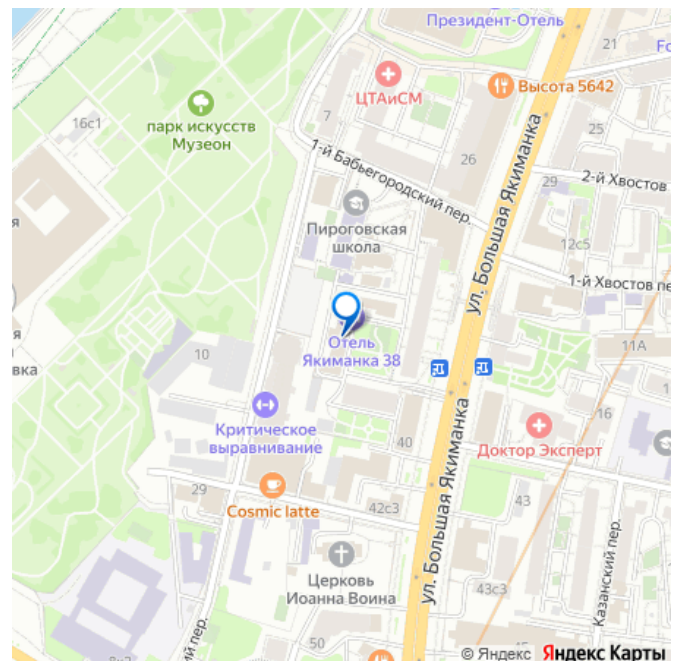 Президент-Отель
21
Fo
ЦТАиСМ
Высота 5642
16с1
парк искусств
Музеон
7
25
1-й Бабьегородский пер.
26
2-й Хвостов
29
Пироговская
школа
ул. Большая Якиманка
12с5
я
1-й Хвостов пе
Отель
Якиманка 38
я
вка
10
11А
1
Критическое
выравнивание
16
40
Доктор Эксперт
29
Cosmic latte
42с3
43
ул. Большая Якиманка
Казанский пер.
Церковь
Иоанна Воина
43с3
50
ий пер.
© Яндекс Яндекс Карты